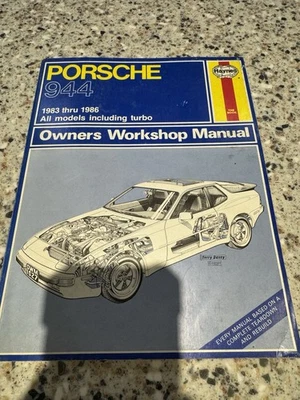 PORSCHE
944
Haynes
1983 thru 1986
All models including turbo
Owners Workshop Manual
EVERY MANUAL BASED ON A
COMPLETE TEARDOWN
AND REBUILD